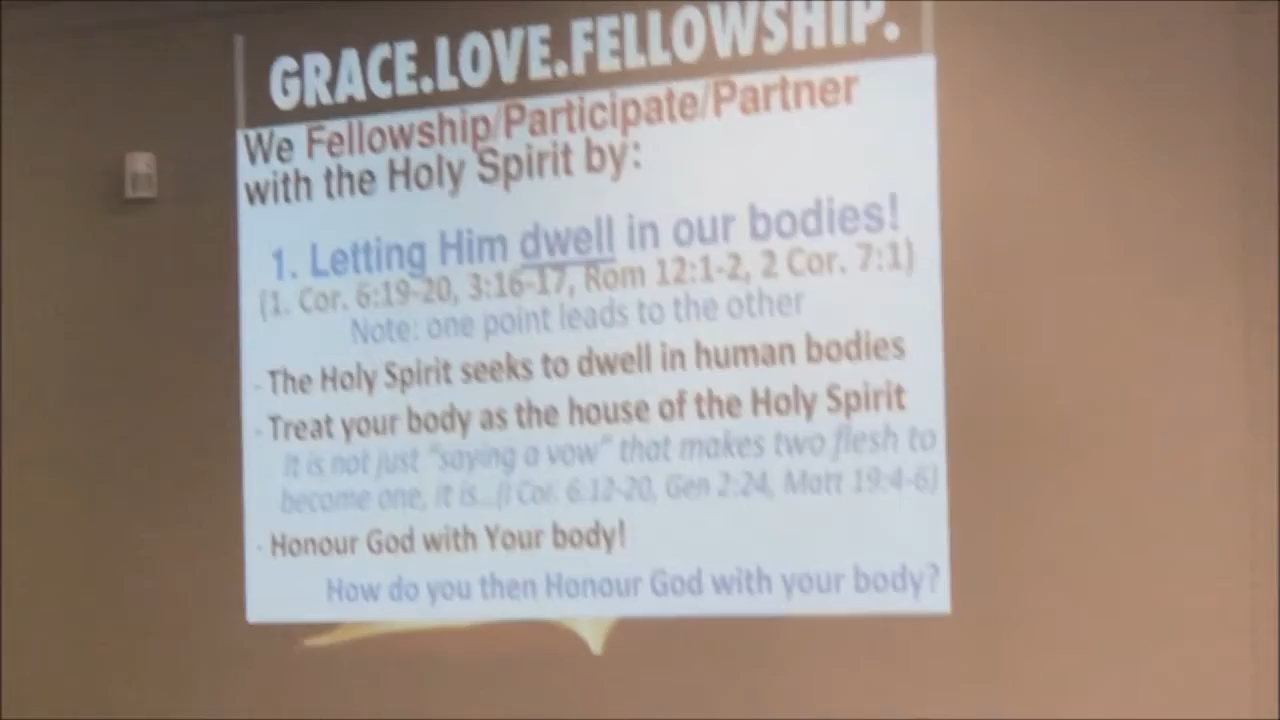 GRACE.LOVE.FELLOWSHIP.
We Fellowship/Participate/Partner
with the Holy Spirit by:
1. Letting Him dwell in our bodies!
(1. Cor. 6:19-20, 3:16-17, Rom 12:1-2, 2 Cor. 7:1)
Note: one point leads to the other
- The Holy Spirit seeks to dwell in human bodies
- Treat your body as the house of the Holy Spirit
It is not just "saying a vow" that makes two flesh to
become one, it is...(I Cor. 6:12-20, Gen 2:24, Matt 19:4-6)
- Honour God with Your body!
How do you then Honour God with your body?